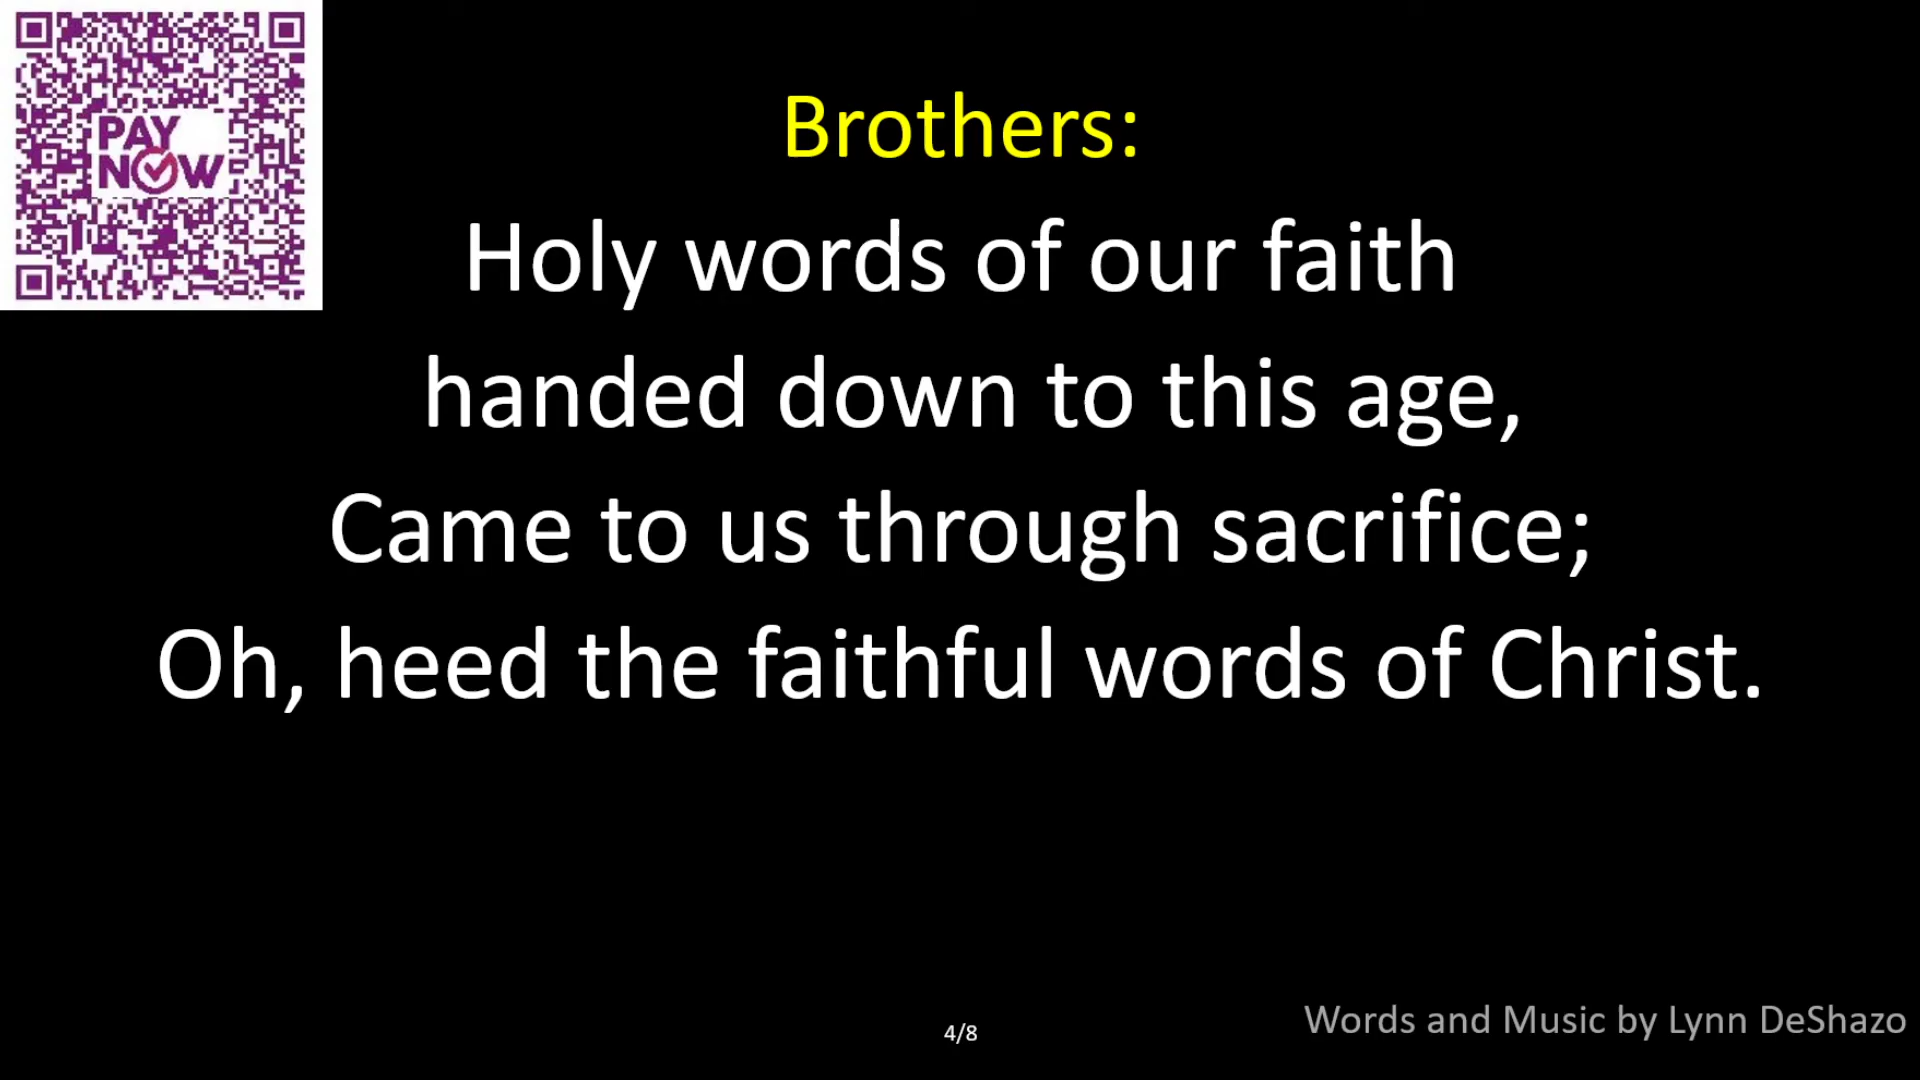 PAY
NOW
Brothers:
Holy words of our faith
handed down to this age,
Came to us through sacrifice;
Oh, heed the faithful words of Christ.
4/8
Words and Music by Lynn DeShazo